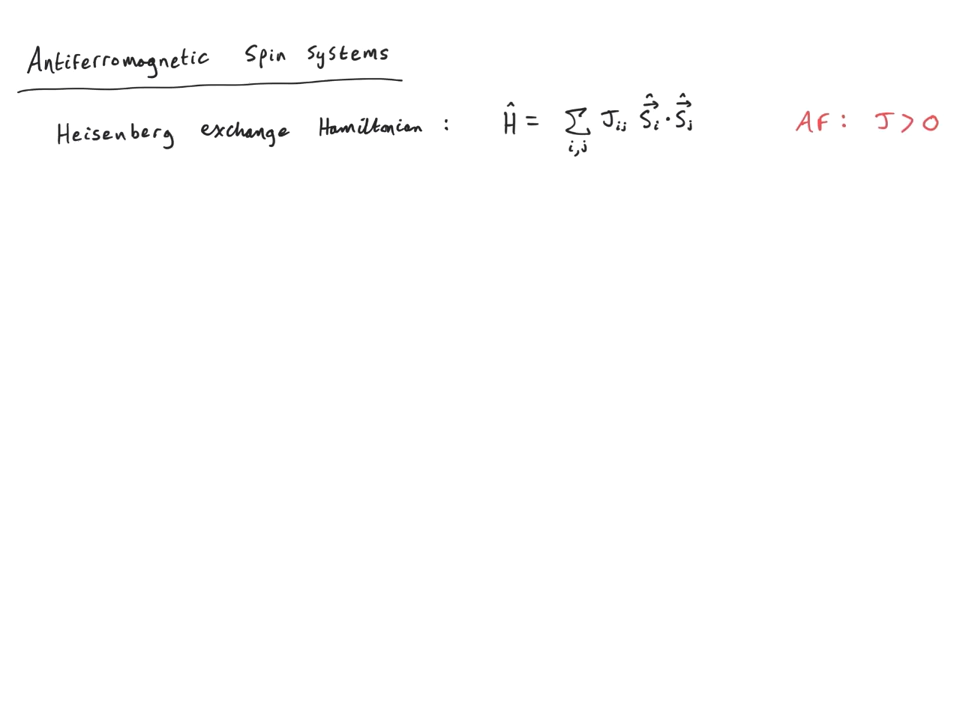 Antiferromagnetic Spin Systems
Heisenberg exchange Hamiltonian : Ĥ = ∑_{i,j} J_{ij} \hat{\vec{S}}_i · \hat{\vec{S}}_j AF : J > 0